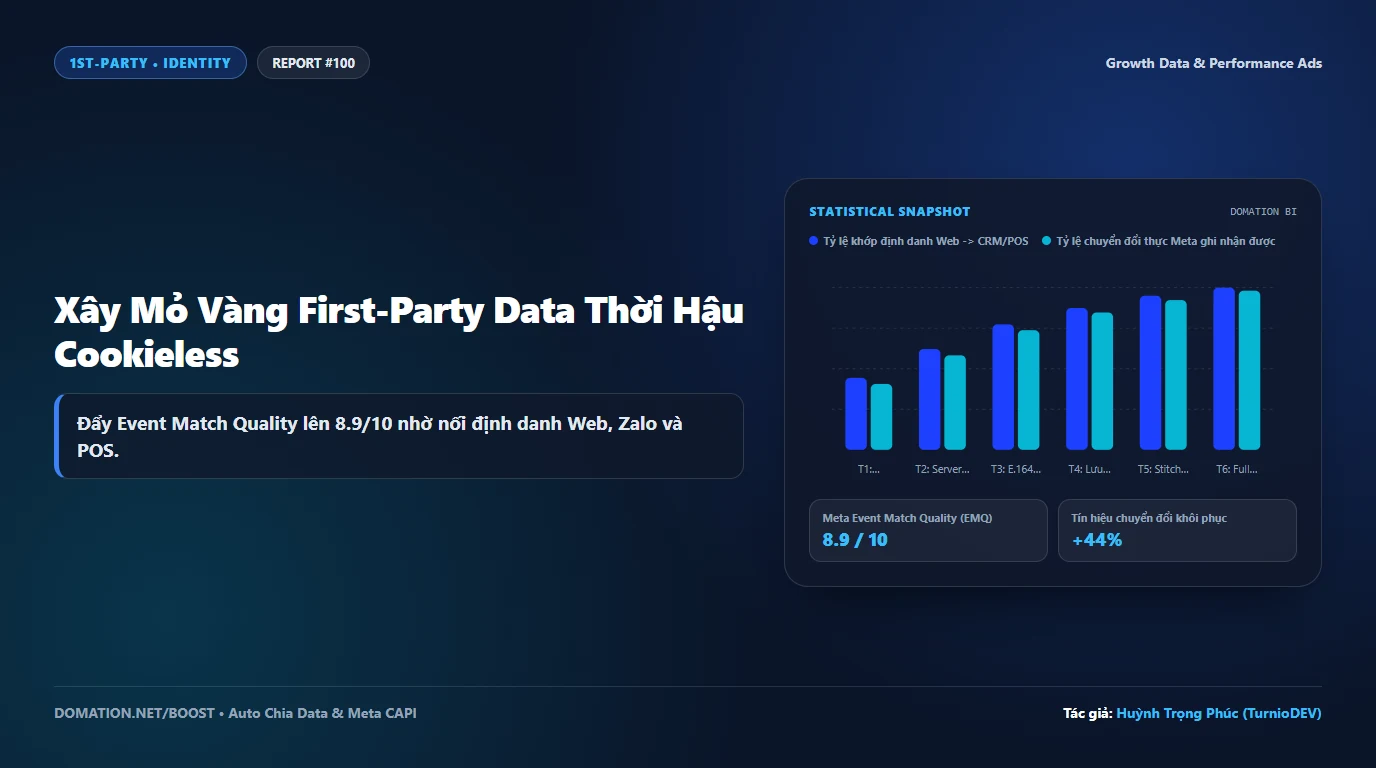 1ST-PARTY • IDENTITY
REPORT #100
Growth Data & Performance Ads
Xây Mỏ Vàng First-Party Data Thời Hậu
Cookieless
Đẩy Event Match Quality lên 8.9/10 nhờ nối định danh Web, Zalo và
POS.
STATISTICAL SNAPSHOT
DOMATION BI
Tỷ lệ khớp định danh Web -> CRM/POS
Tỷ lệ chuyển đổi thực Meta ghi nhận được
T1:...
T2: Server...
T3: E.164...
T4: Lưu...
T5: Stitch...
T6: Full...
Meta Event Match Quality (EMQ)
8.9 / 10
Tín hiệu chuyển đổi khôi phục
+44%
DOMATION.NET/BOOST • Auto Chia Data & Meta CAPI
Tác giả: Huỳnh Trọng Phúc (TurnioDEV)